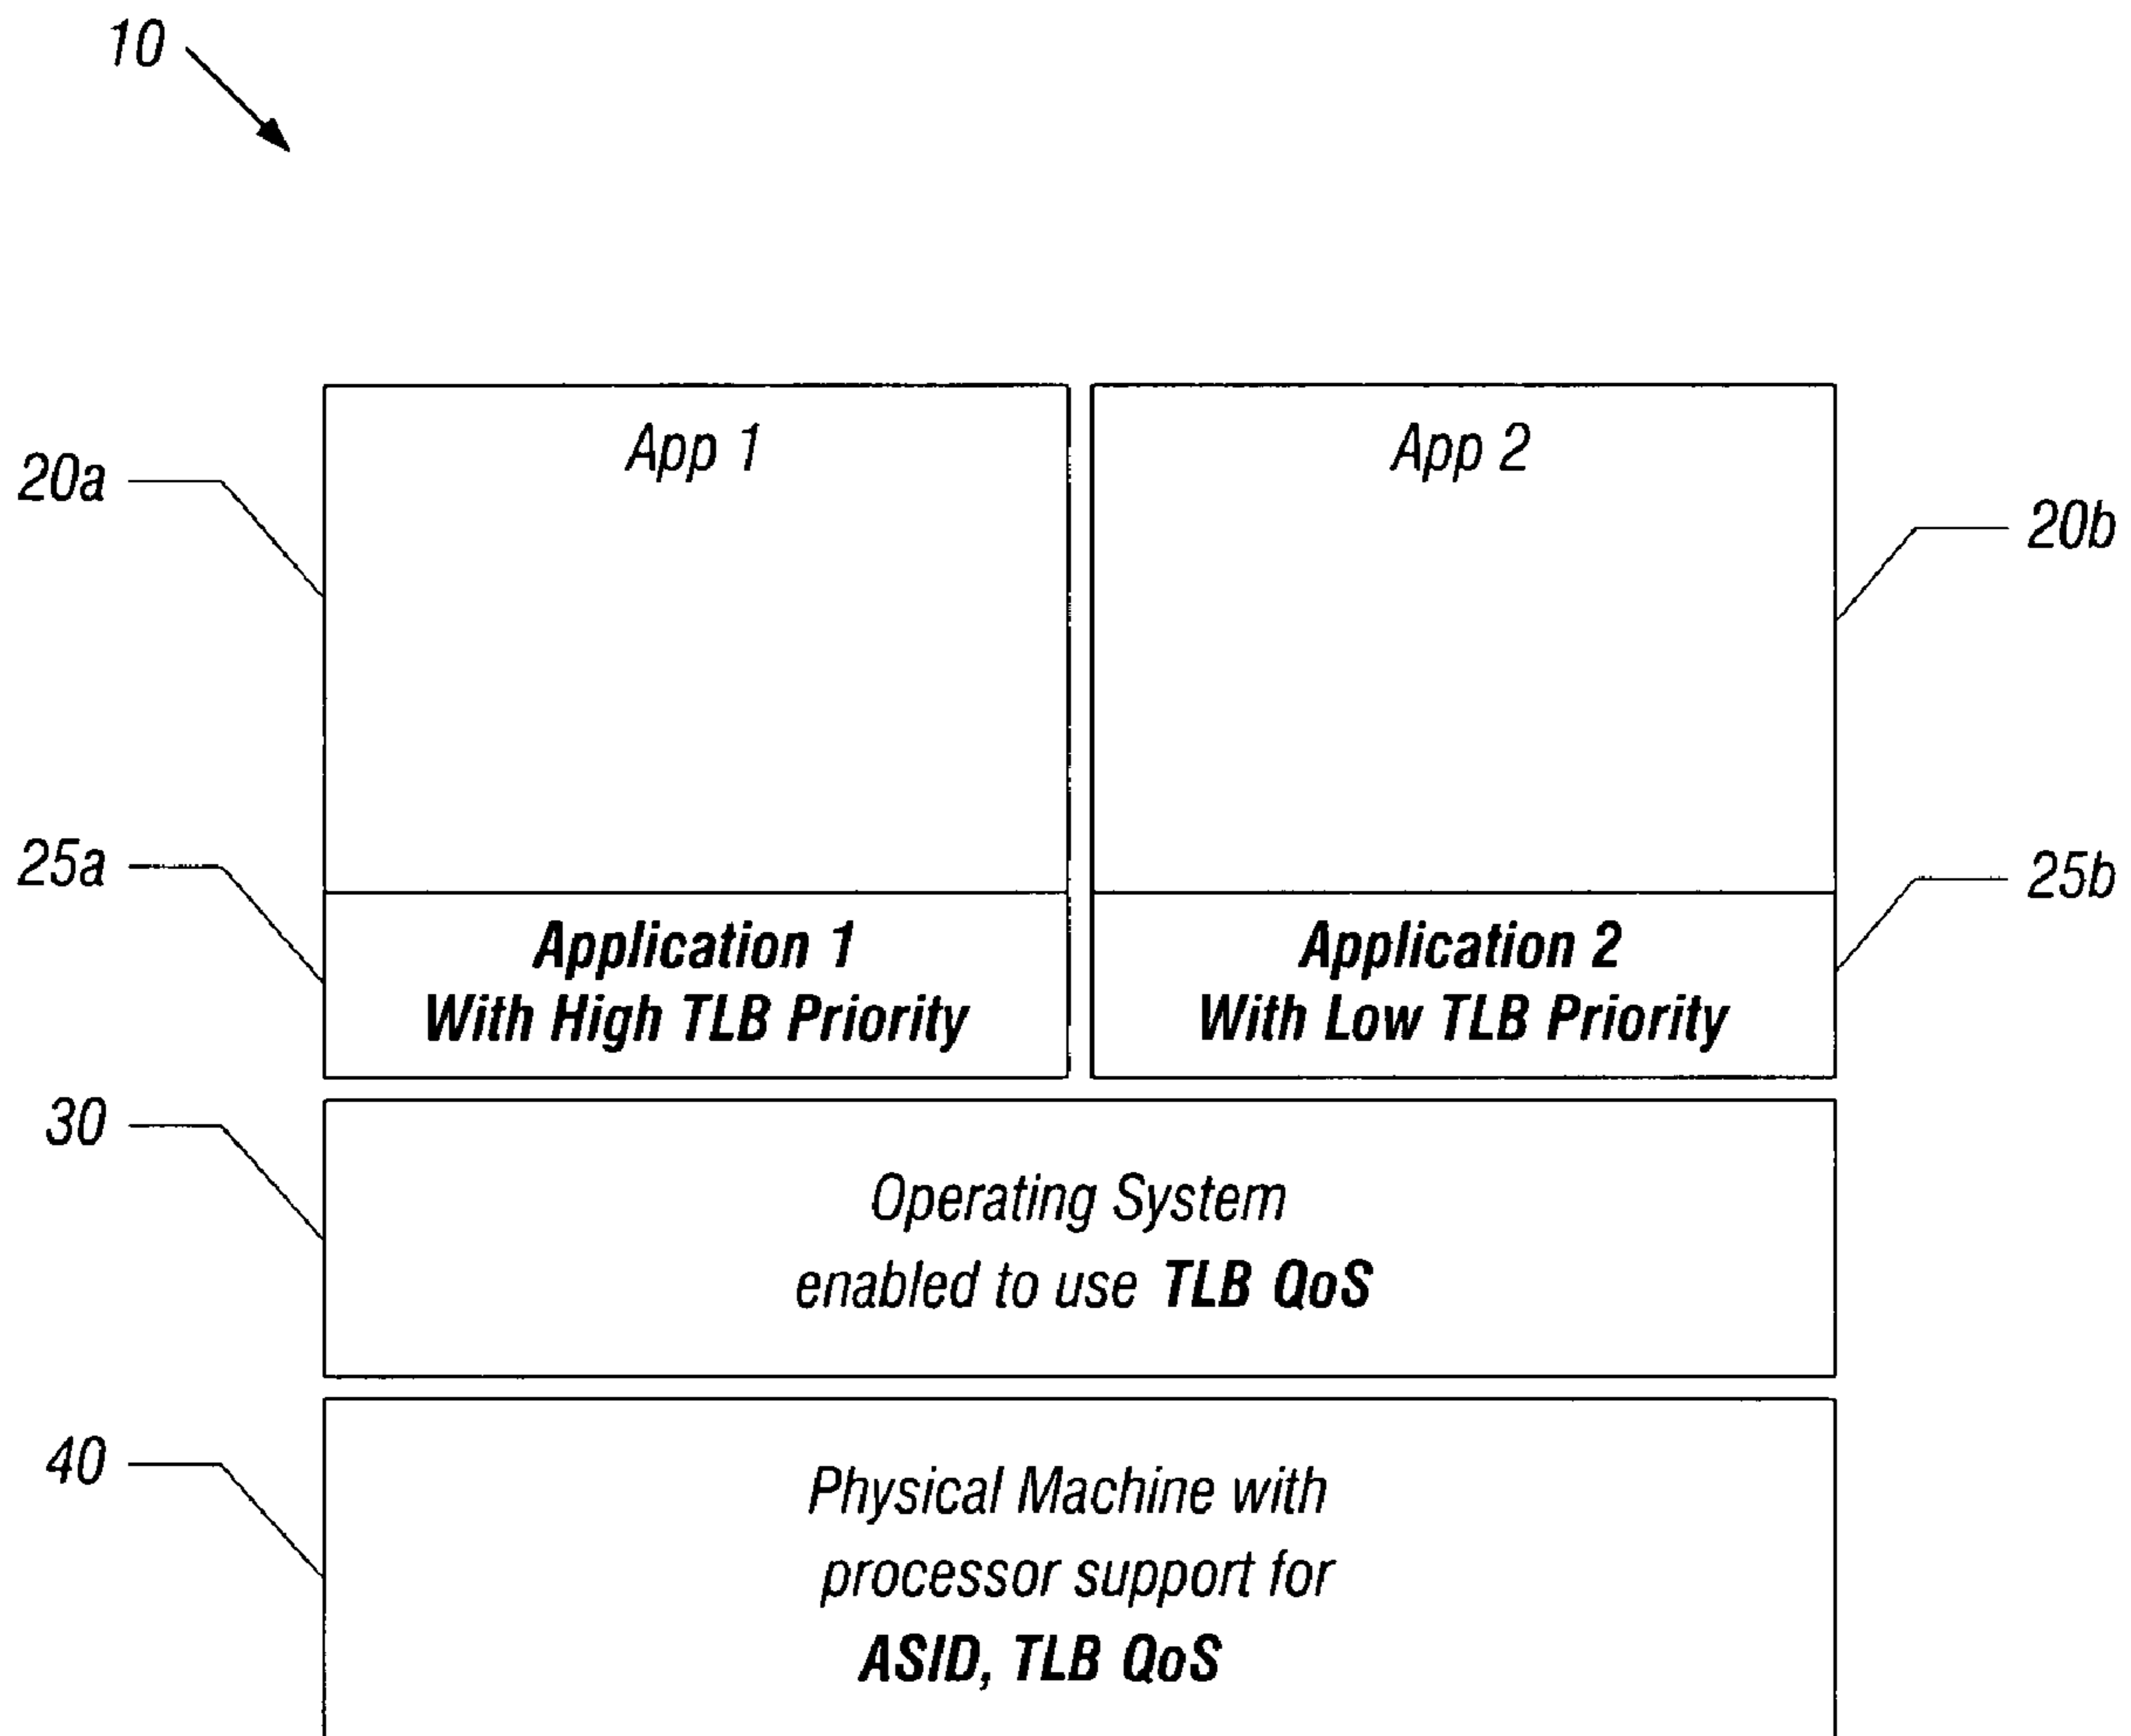 10
App 1
App 2
20a
20b
25a
25b
Application 1
With High TLB Priority
Application 2
With Low TLB Priority
30
Operating System
enabled to use TLB QoS
40
Physical Machine with
processor support for
ASID, TLB QoS